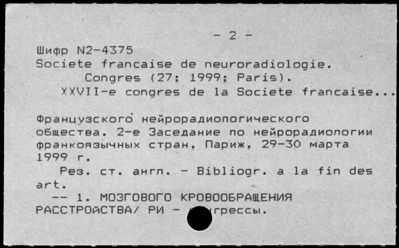 - 2 -
Шифр N2-4375
Societe francaise de neuroradiologie.
Congres (27; 1999; Paris).
XXVII-e congres de la Societe francaise...
Французского нейрорадиологического
общества. 2-е Заседание по нейрорадиологии
франкоязычных стран, Париж, 29-30 марта
1999 г.
Рез. ст. англ. - Bibliogr. a la fin des
art.
-- 1. МОЗГОВОГО КРОВООБРАЩЕНИЯ
РАССТРОЙСТВА/ РИ -